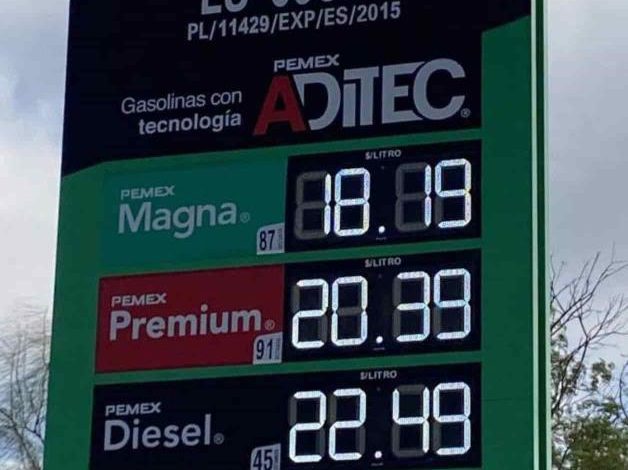 PL/11429/EXP/ES/2015
Gasolinas con
tecnología
PEMEX
ADiTEC®
PEMEX
Magna®
87
$/LITRO
18.19
PEMEX
Premium®
91
$/LITRO
20.39
PEMEX
Diesel®
45
$/LITRO
22.49